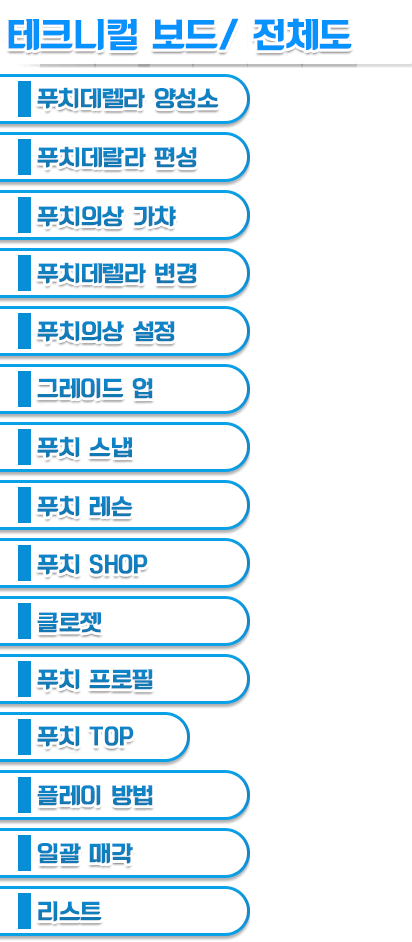 테크니컬 보드/ 전체도
푸치데렐라 양성소
푸치데랄라 편성
푸치의상 가챠
푸치데렐라 변경
푸치의상 설정
그레이드 업
푸치 스냅
푸치 레슨
푸치 SHOP
클로젯
푸치 프로필
푸치 TOP
플레이 방법
일괄 매각
리스트